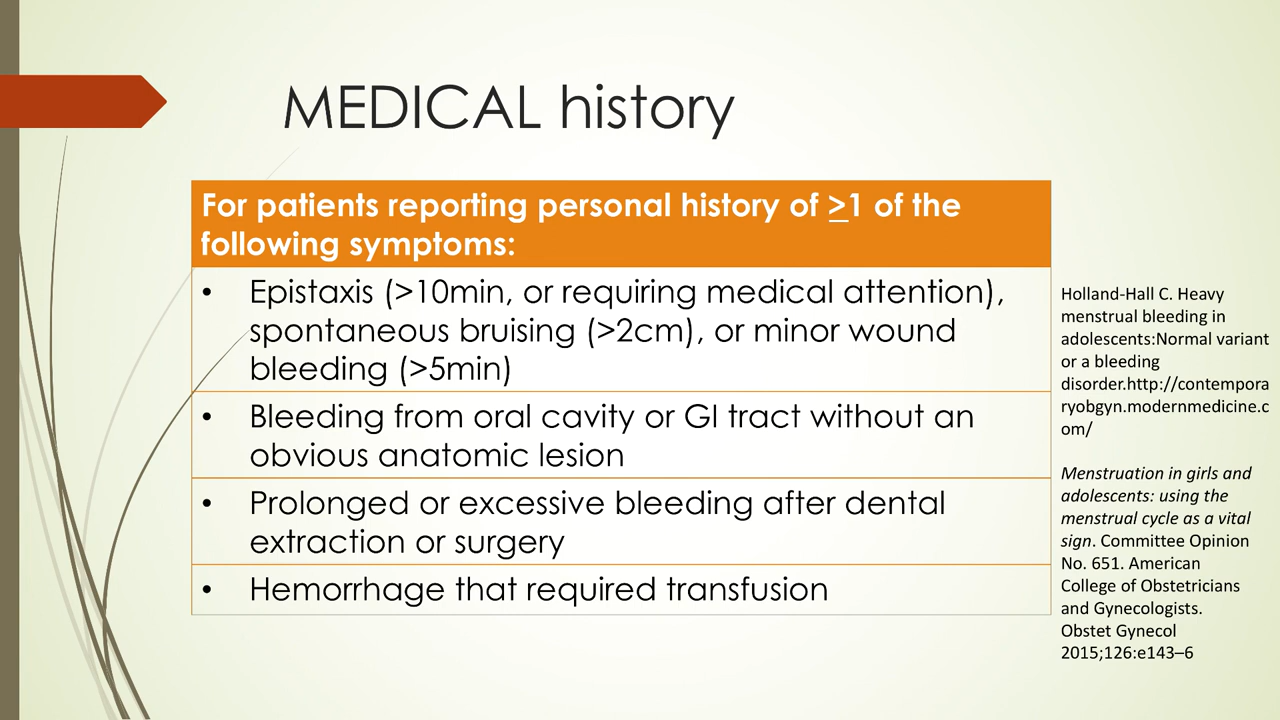 MEDICAL history
For patients reporting personal history of ≥1 of the
following symptoms:
• Epistaxis (>10min, or requiring medical attention),
spontaneous bruising (>2cm), or minor wound
bleeding (>5min)
• Bleeding from oral cavity or GI tract without an
obvious anatomic lesion
• Prolonged or excessive bleeding after dental
extraction or surgery
• Hemorrhage that required transfusion
Holland-Hall C. Heavy
menstrual bleeding in
adolescents:Normal variant
or a bleeding
disorder.http://contempora
ryobgyn.modernmedicine.c
om/
Menstruation in girls and
adolescents: using the
menstrual cycle as a vital
sign. Committee Opinion
No. 651. American
College of Obstetricians
and Gynecologists.
Obstet Gynecol
2015;126:e143–6